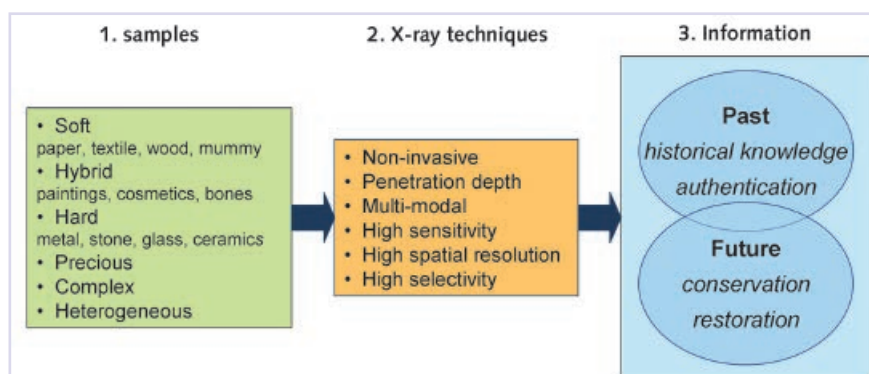 1. samples
2. X-ray techniques
3. Information
• Soft
paper, textile, wood, mummy
• Hybrid
paintings, cosmetics, bones
• Hard
metal, stone, glass, ceramics
• Precious
• Complex
• Heterogeneous
• Non-invasive
• Penetration depth
• Multi-modal
• High sensitivity
• High spatial resolution
• High selectivity
Past
historical knowledge
authentication
Future
conservation
restoration